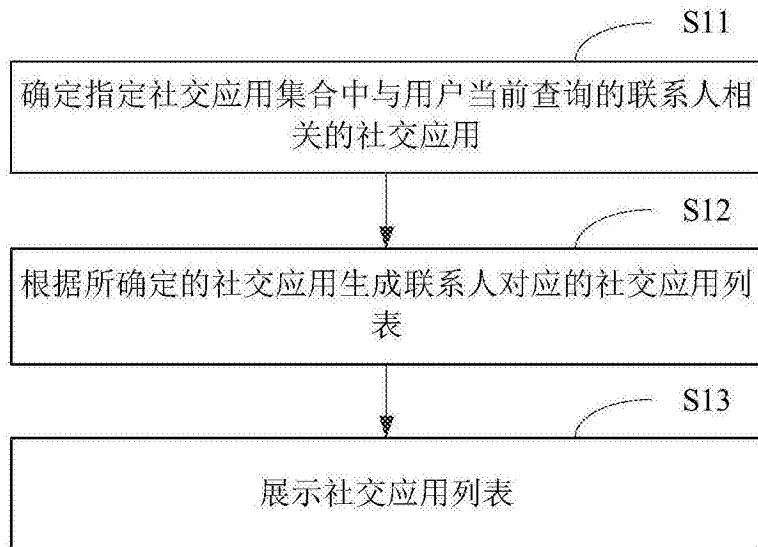 S11
确定指定社交应用集合中与用户当前查询的联系人相
关的社交应用
S12
根据所确定的社交应用生成联系人对应的社交应用列
表
S13
展示社交应用列表